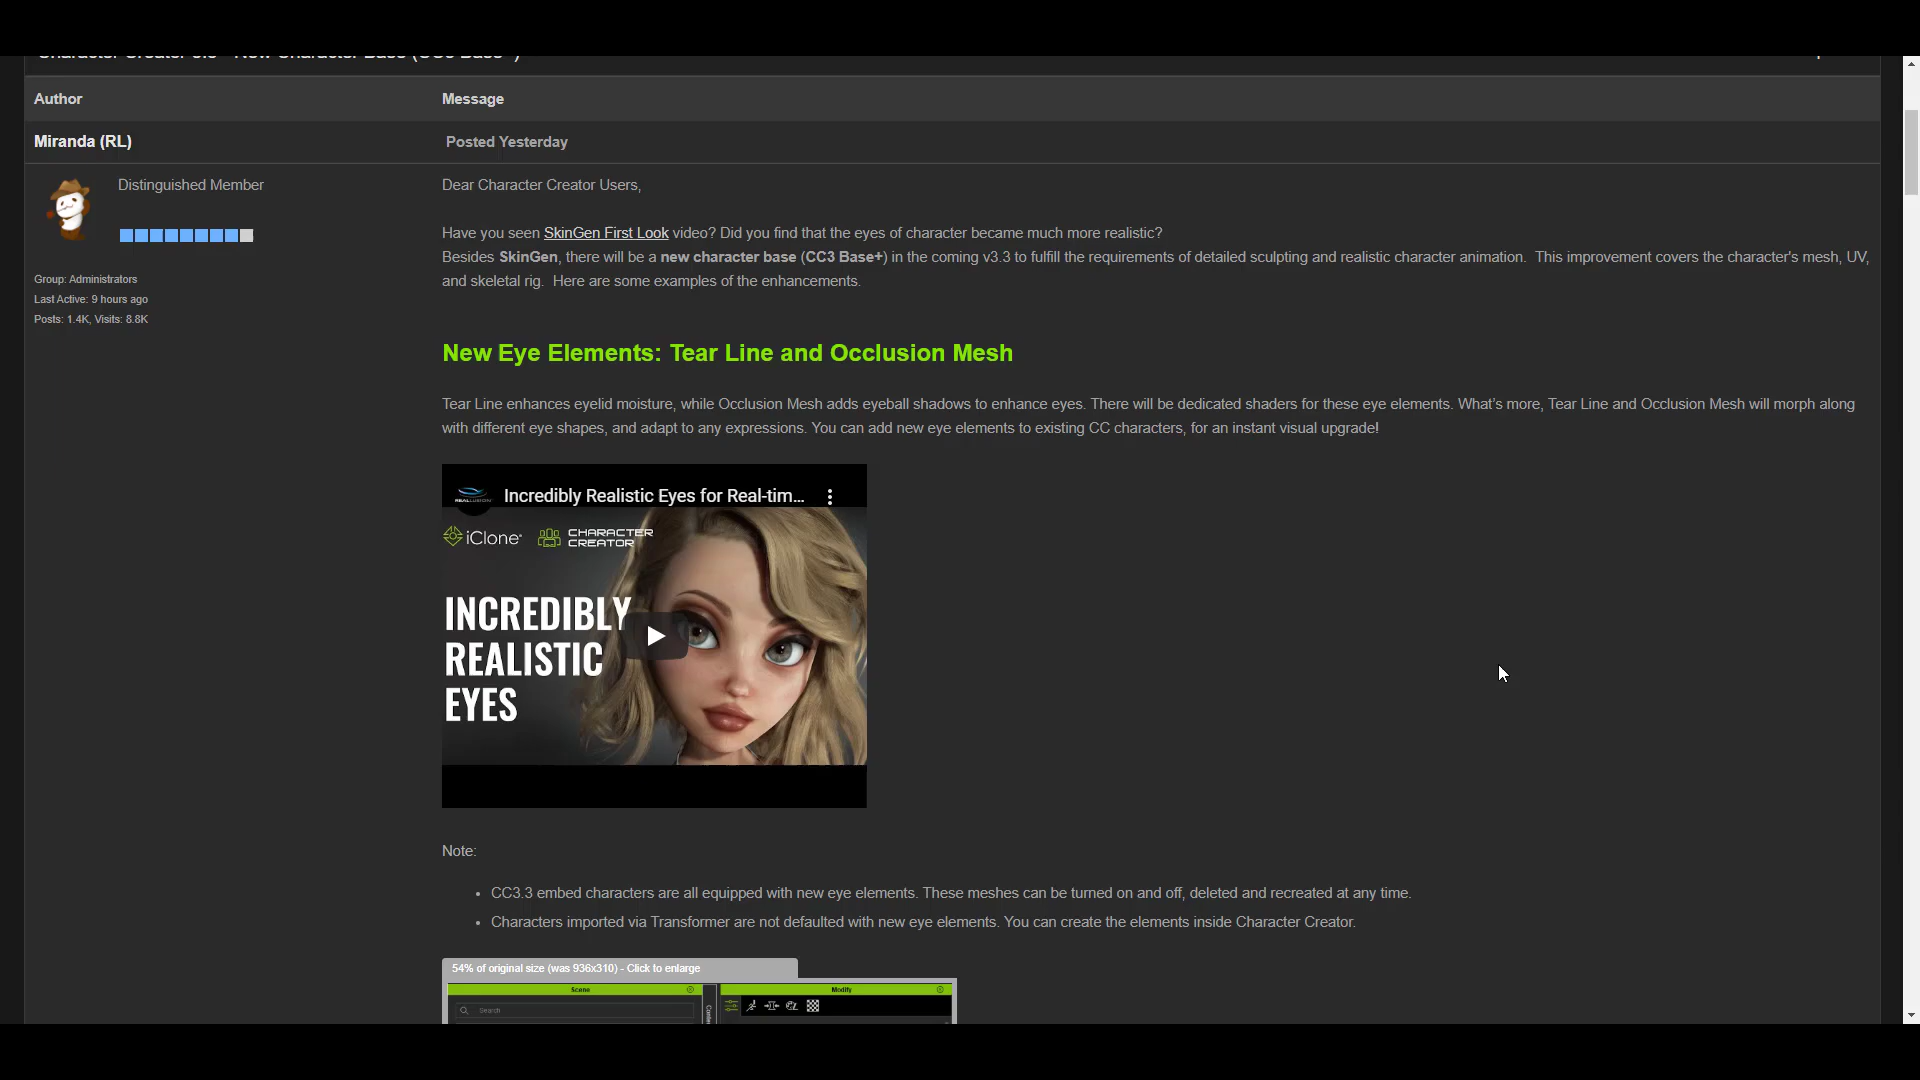 Character Creator 3.3 - New Character Base (CC3 Base+)
Author
Message
Miranda (RL)
Posted Yesterday
Distinguished Member
Group: Administrators
Last Active: 9 hours ago
Posts: 1.4K, Visits: 8.8K
Dear Character Creator Users,
Have you seen SkinGen First Look video? Did you find that the eyes of character became much more realistic?
Besides SkinGen, there will be a new character base (CC3 Base+) in the coming v3.3 to fulfill the requirements of detailed sculpting and realistic character animation.  This improvement covers the character's mesh, UV,
and skeletal rig.  Here are some examples of the enhancements.
New Eye Elements: Tear Line and Occlusion Mesh
Tear Line enhances eyelid moisture, while Occlusion Mesh adds eyeball shadows to enhance eyes. There will be dedicated shaders for these eye elements. What's more, Tear Line and Occlusion Mesh will morph along
with different eye shapes, and adapt to any expressions. You can add new eye elements to existing CC characters, for an instant visual upgrade!
REALLUSION
Incredibly Realistic Eyes for Real-tim...
iClone
CHARACTER
CREATOR
INCREDIBLY
REALISTIC
EYES
Note:
• CC3.3 embed characters are all equipped with new eye elements. These meshes can be turned on and off, deleted and recreated at any time.
• Characters imported via Transformer are not defaulted with new eye elements. You can create the elements inside Character Creator.
54% of original size (was 936x310) - Click to enlarge
Scene
Modify
Search